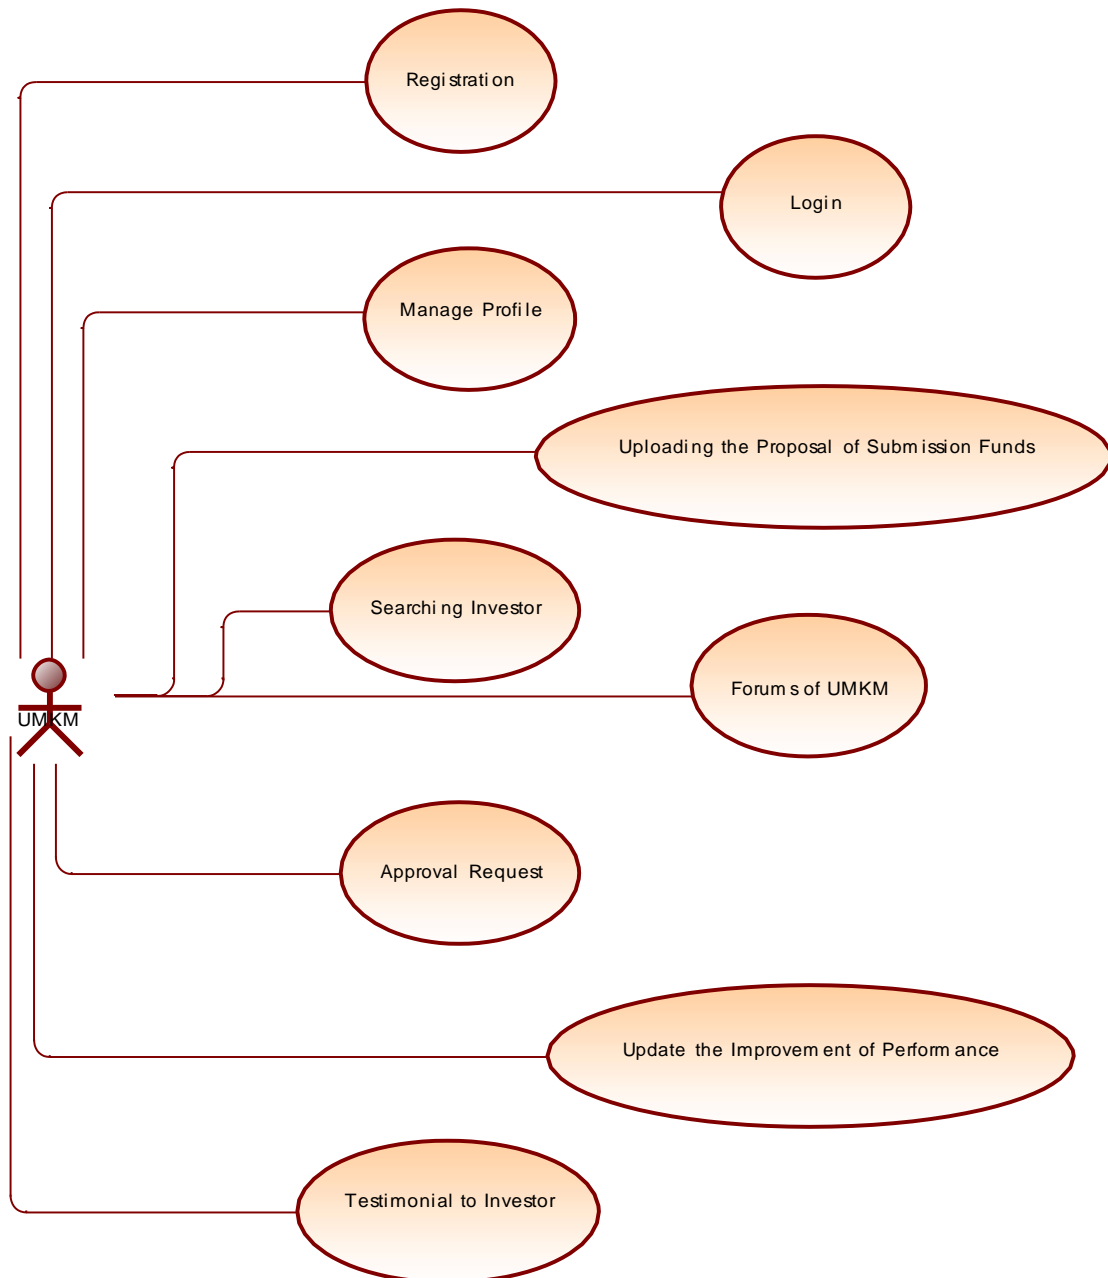 Registration
Login
Manage Profile
Uploading the Proposal of Submission Funds
Searching Investor
Forums of UMKM
UMKM
Approval Request
Update the Improvement of Performance
Testimonial to Investor